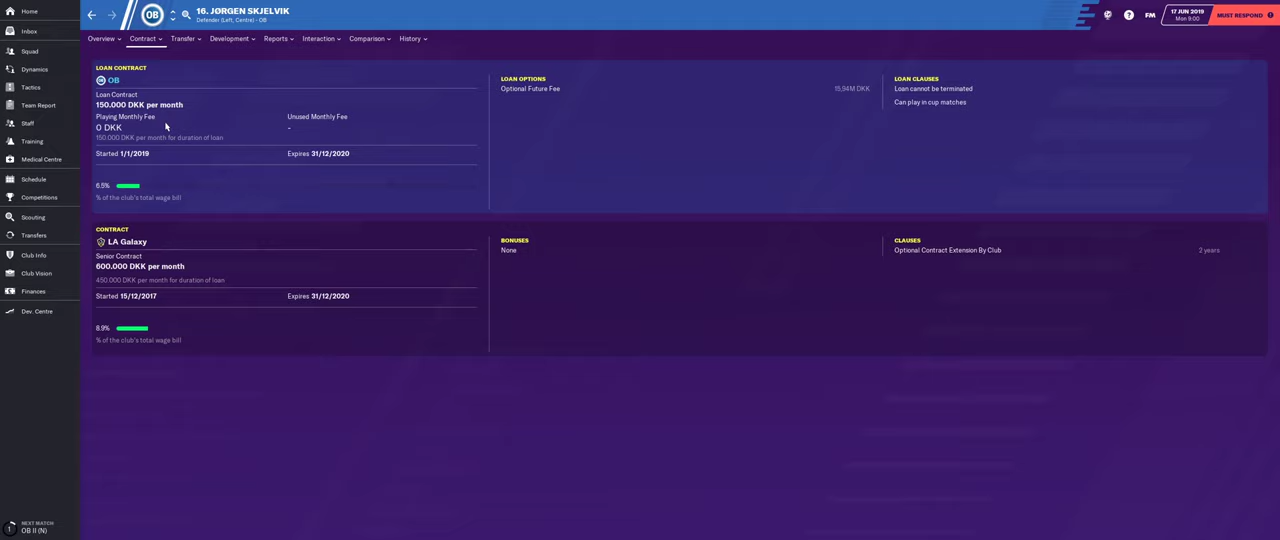 Home
Inbox
Squad
Dynamics
Tactics
Team Report
Staff
Training
Medical Centre
Schedule
Competitions
Scouting
Transfers
Club Info
Club Vision
Finances
Dev. Centre
1
NEXT MATCH
OB II (N)
OB
16. JØRGEN SKJELVIK
Defender (Left, Centre) - OB
FM
17 JUN 2019
Mon 9:00
MUST RESPOND
Overview
Contract
Transfer
Development
Reports
Interaction
Comparison
History
LOAN CONTRACT
OB
Loan Contract
150.000 DKK per month
Playing Monthly Fee
Unused Monthly Fee
0 DKK
-
150.000 DKK per month for duration of loan
Started 1/1/2019
Expires 31/12/2020
6.5%
% of the club's total wage bill
LOAN OPTIONS
Optional Future Fee 15,94M DKK
LOAN CLAUSES
Loan cannot be terminated
Can play in cup matches
CONTRACT
LA Galaxy
Senior Contract
600.000 DKK per month
450.000 DKK per month for duration of loan
Started 15/12/2017
Expires 31/12/2020
8.9%
% of the club's total wage bill
BONUSES
None
CLAUSES
Optional Contract Extension By Club 2 years